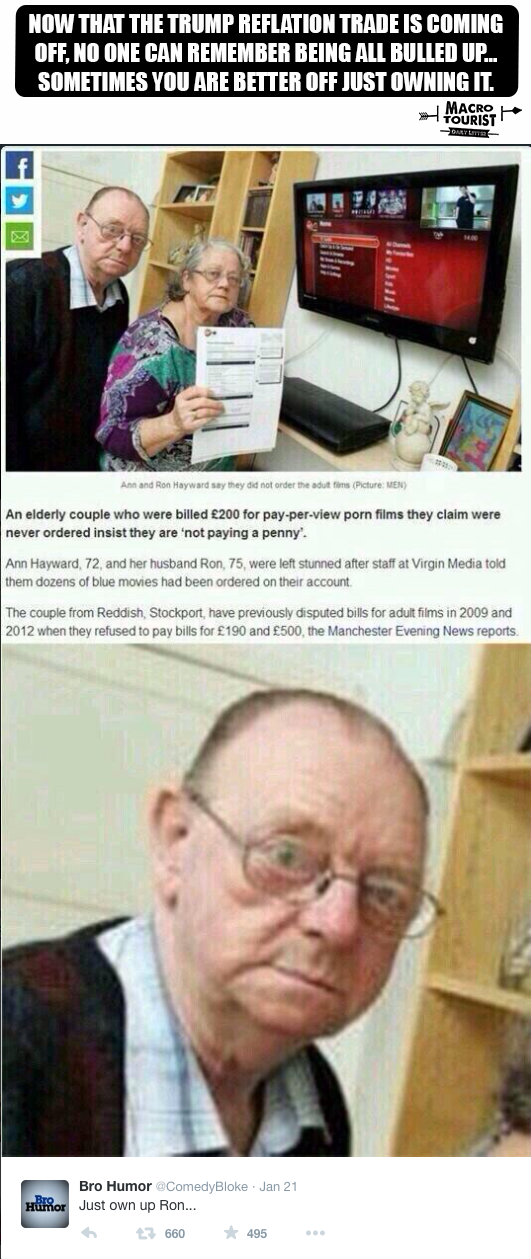 NOW THAT THE TRUMP REFLATION TRADE IS COMING
OFF, NO ONE CAN REMEMBER BEING ALL BULLED UP...
SOMETIMES YOU ARE BETTER OFF JUST OWNING IT.
MACRO
TOURIST
DAILY LETTER
Ann and Ron Hayward say they did not order the adult films (Picture: MEN)
An elderly couple who were billed £200 for pay-per-view porn films they claim were
never ordered insist they are ‘not paying a penny’.
Ann Hayward, 72, and her husband Ron, 75, were left stunned after staff at Virgin Media told
them dozens of blue movies had been ordered on their account.
The couple from Reddish, Stockport, have previously disputed bills for adult films in 2009 and
2012 when they refused to pay bills for £190 and £500, the Manchester Evening News reports.
Bro
Humor
Bro Humor @ComedyBloke · Jan 21
Just own up Ron...
660 495